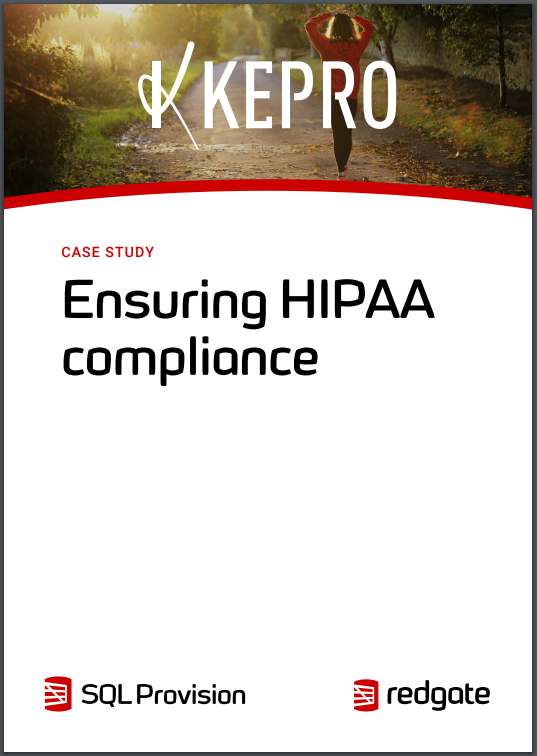 KEPRO
CASE STUDY
Ensuring HIPAA
compliance
SQL Provision
redgate